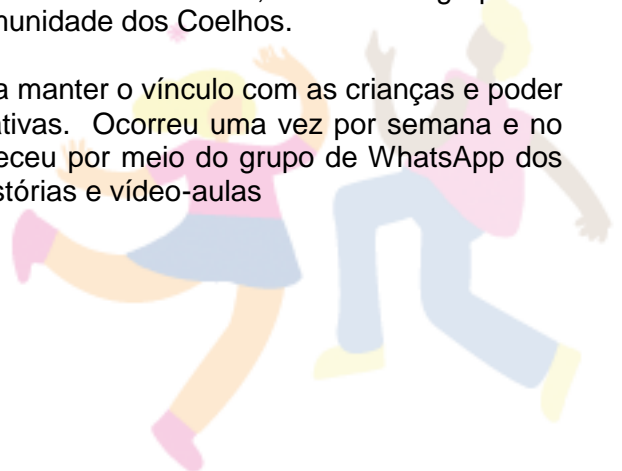 munidade dos Coelhos.
a manter o vínculo com as crianças e poder
ativas. Ocorreu uma vez por semana e no
eceu por meio do grupo de WhatsApp dos
stórias e vídeo-aulas